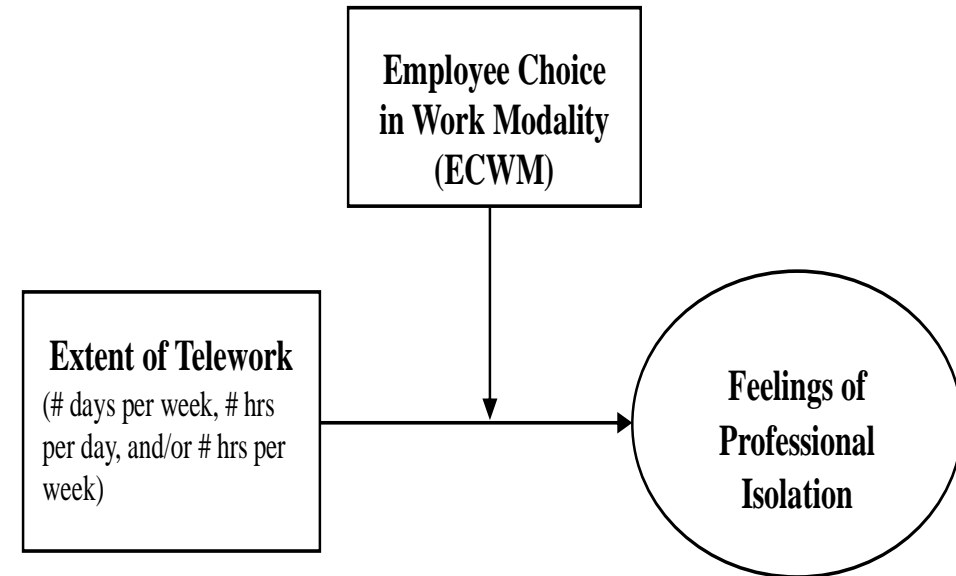 Employee Choice
in Work Modality
(ECWM)
Extent of Telework
(# days per week, # hrs
per day, and/or # hrs per
week)
Feelings of
Professional
Isolation